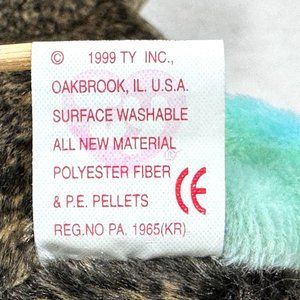 © 1999 TY INC.,
OAKBROOK, IL. U.S.A.
SURFACE WASHABLE
ALL NEW MATERIAL
POLYESTER FIBER
& P.E. PELLETS CE
REG.NO PA. 1965(KR)